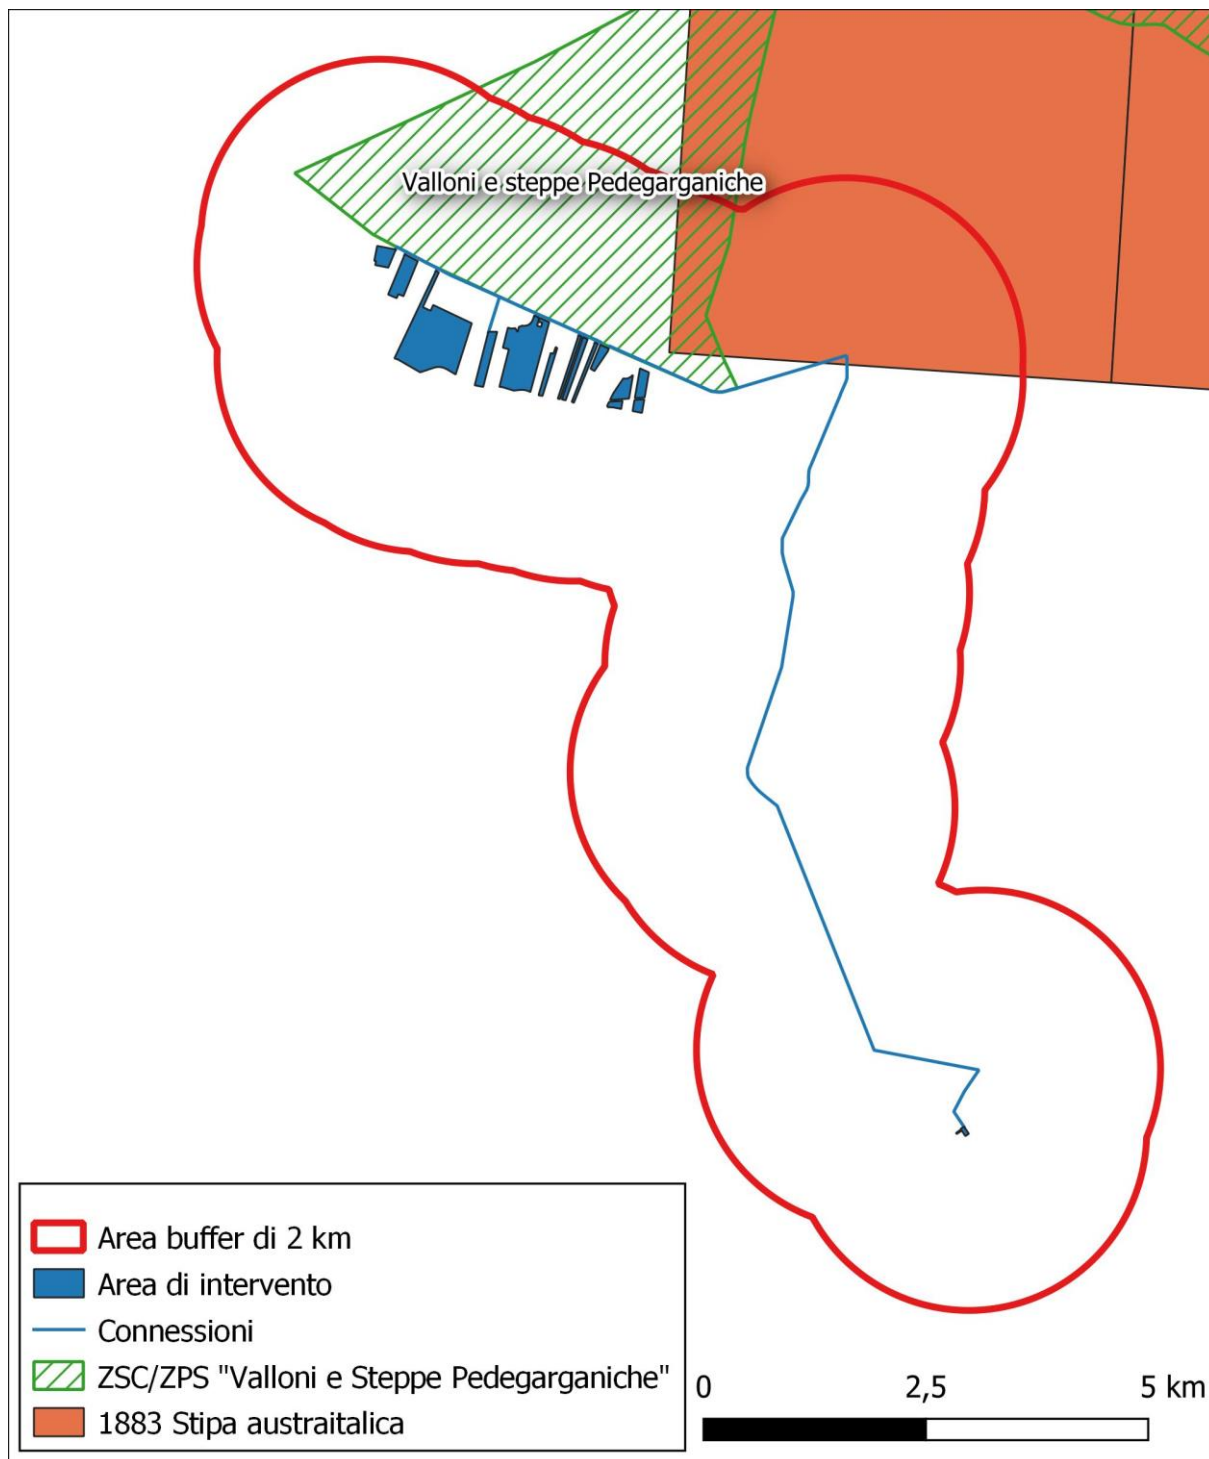 Valloni e steppe Pedegarganiche
Area buffer di 2 km
Area di intervento
Connessioni
ZSC/ZPS "Valloni e Steppe Pedegarganiche"
1883 Stipa austraitalica
0 2,5 5 km